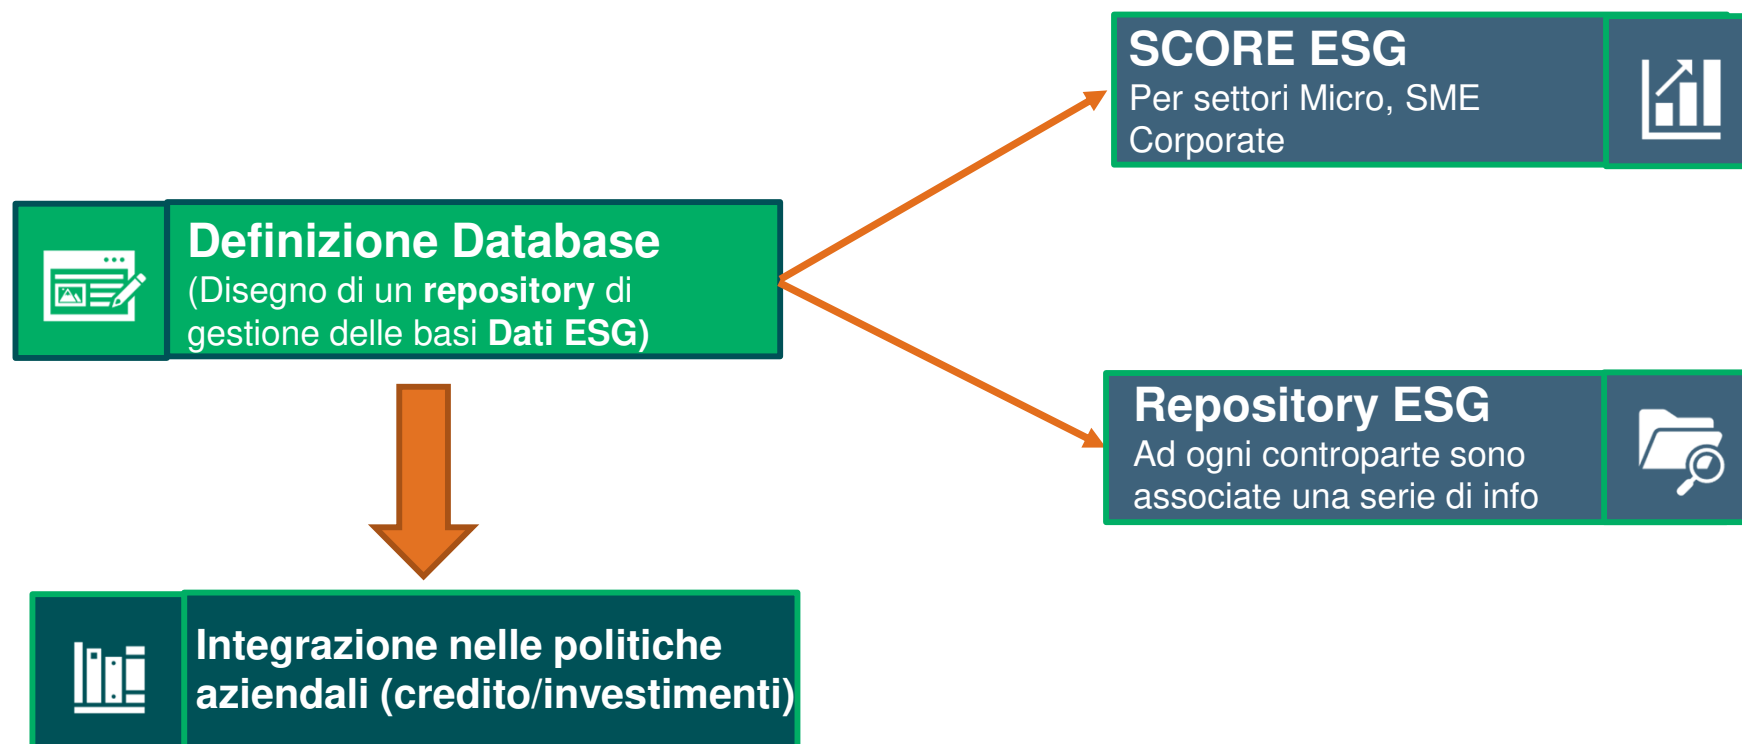 SCORE ESG
Per settori Micro, SME
Corporate
Definizione Database
(Disegno di un repository di
gestione delle basi Dati ESG)
Repository ESG
Ad ogni controparte sono
associate una serie di info
Integrazione nelle politiche
aziendali (credito/investimenti)